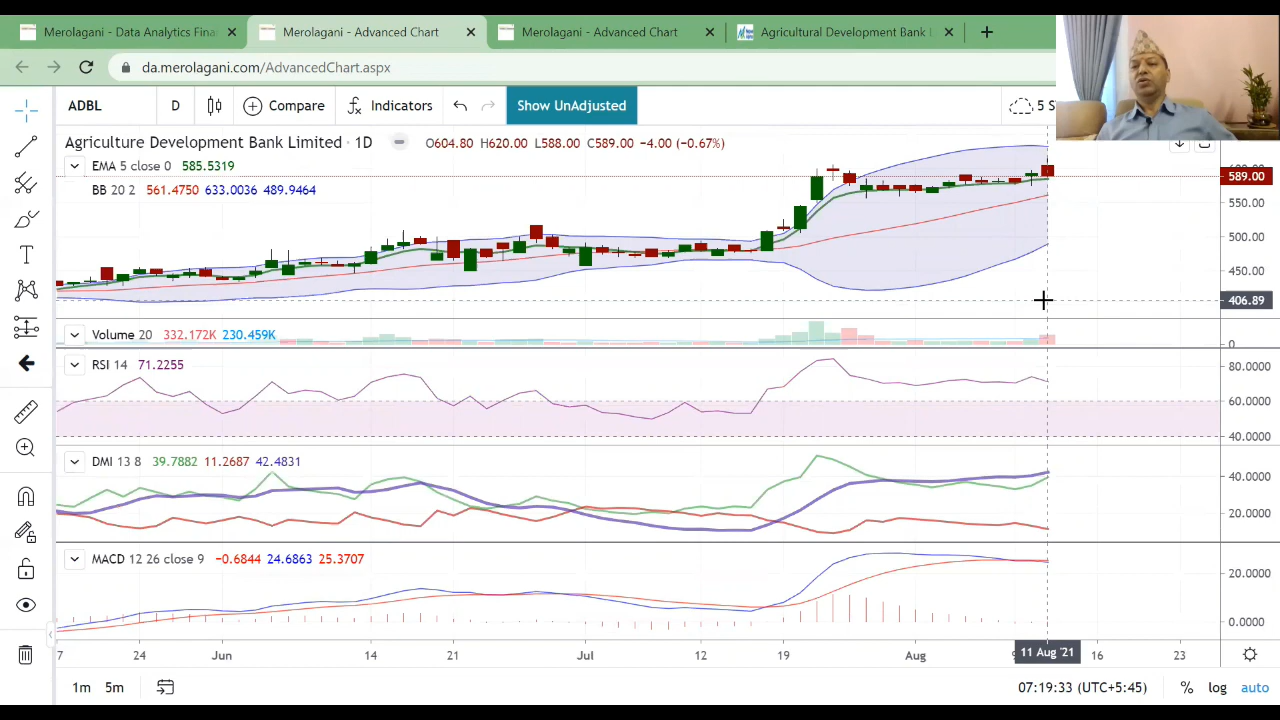 Merolagani - Data Analytics Fina
Merolagani - Advanced Chart
Merolagani - Advanced Chart
Agricultural Development Bank L
da.merolagani.com/AdvancedChart.aspx
ADBL D Compare Indicators Show UnAdjusted 5 S
Agriculture Development Bank Limited · 1D O604.80 H620.00 L588.00 C589.00 −4.00 (−0.67%)
EMA 5 close 0 585.5319
BB 20 2 561.4750 633.0036 489.9464
589.00
550.00
500.00
450.00
406.89
Volume 20 332.172K 230.459K
0
RSI 14 71.2255
80.0000
60.0000
40.0000
DMI 13 8 39.7882 11.2687 42.4831
40.0000
20.0000
MACD 12 26 close 9 −0.6844 24.6863 25.3707
20.0000
0.0000
7 24 Jun 14 21 Jul 12 19 Aug 11 Aug '21 16 23
1m 5m 07:19:33 (UTC+5:45) % log auto